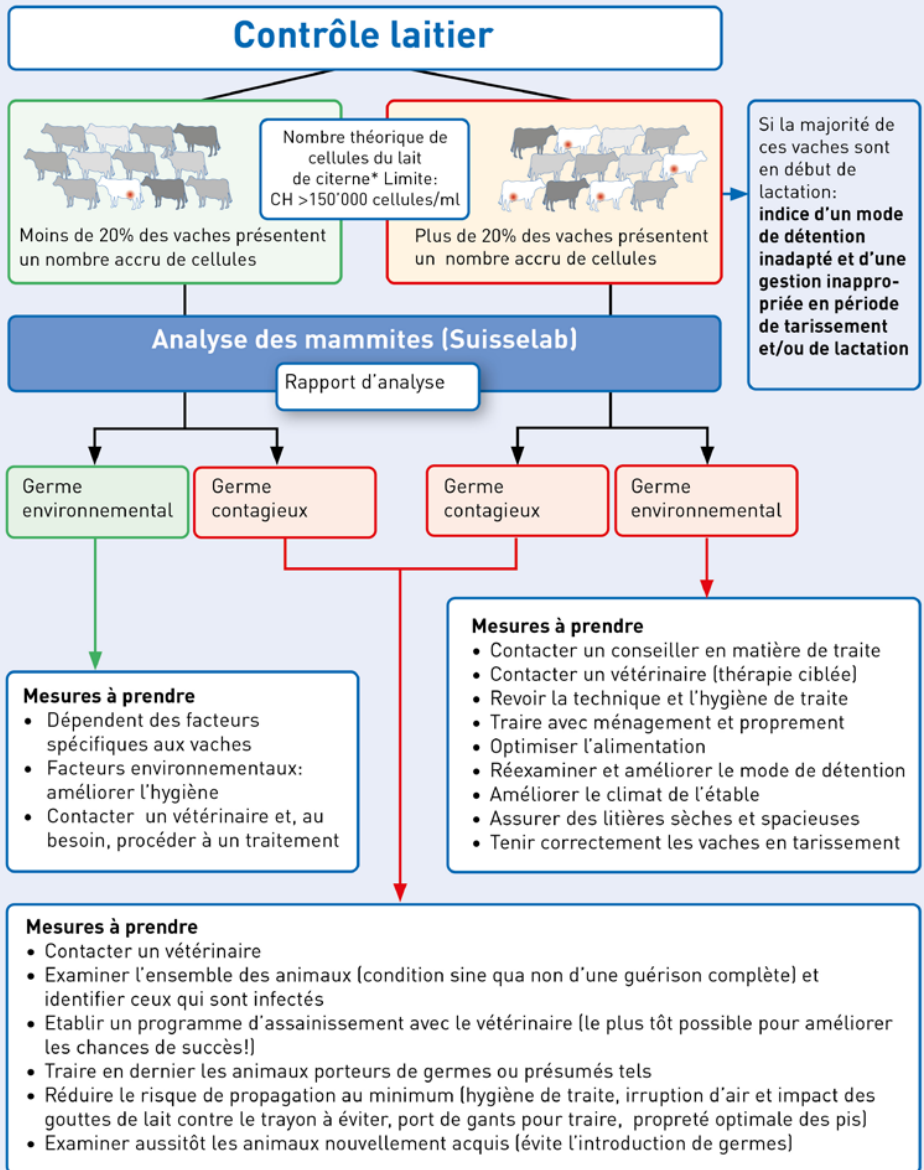 Contrôle laitier
Moins de 20% des vaches présentent
un nombre accru de cellules
Nombre théorique de
cellules du lait
de citerne* Limite:
CH >150'000 cellules/ml
Plus de 20% des vaches présentent
un nombre accru de cellules
Si la majorité de
ces vaches sont
en début de
lactation:
indice d'un mode
de détention
inadapté et d'une
gestion inappro-
priée en période
de tarissement
et/ou de lactation
Analyse des mammites (Suisselab)
Rapport d'analyse
Germe
environnemental
Germe
contagieux
Germe
contagieux
Germe
environnemental
Mesures à prendre
• Dépendent des facteurs
spécifiques aux vaches
• Facteurs environnementaux:
améliorer l'hygiène
• Contacter un vétérinaire et, au
besoin, procéder à un traitement
Mesures à prendre
• Contacter un conseiller en matière de traite
• Contacter un vétérinaire (thérapie ciblée)
• Revoir la technique et l'hygiène de traite
• Traire avec ménagement et proprement
• Optimiser l'alimentation
• Réexaminer et améliorer le mode de détention
• Améliorer le climat de l'étable
• Assurer des litières sèches et spacieuses
• Tenir correctement les vaches en tarissement
Mesures à prendre
• Contacter un vétérinaire
• Examiner l'ensemble des animaux (condition sine qua non d'une guérison complète) et
identifier ceux qui sont infectés
• Etablir un programme d'assainissement avec le vétérinaire (le plus tôt possible pour améliorer
les chances de succès!)
• Traire en dernier les animaux porteurs de germes ou présumés tels
• Réduire le risque de propagation au minimum (hygiène de traite, irruption d'air et impact des
gouttes de lait contre le trayon à éviter, port de gants pour traire, propreté optimale des pis)
• Examiner aussitôt les animaux nouvellement acquis (évite l'introduction de germes)